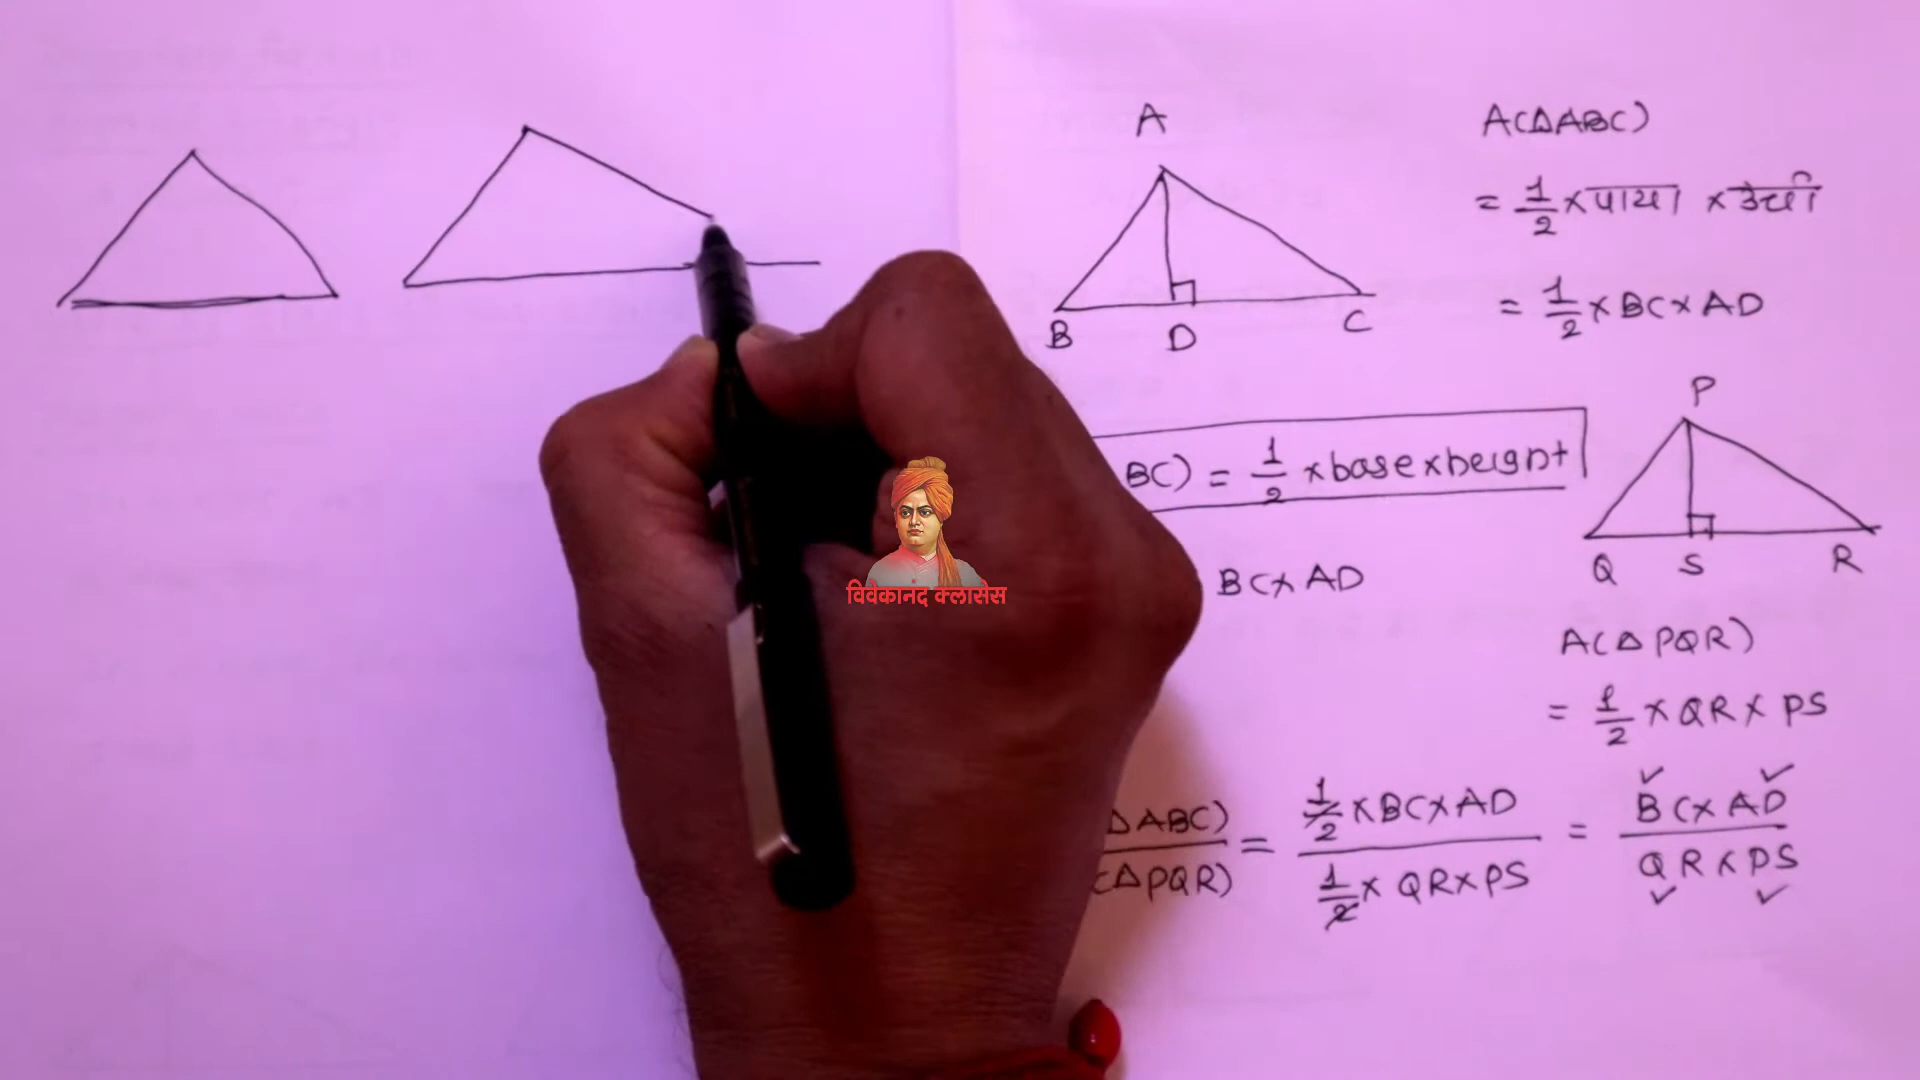 A
A(△ABC)
= 1/2 × पाया × उंची
= 1/2 × BC × AD
B D C
P
BC) = 1/2 × base × height
Q S R
BC × AD
विवेकानंद क्लासेस
A(△PQR)
= 1/2 × QR × PS
△ABC) / (△PQR) = 1/2 × BC × AD / 1/2 × QR × PS = BC × AD / QR × PS